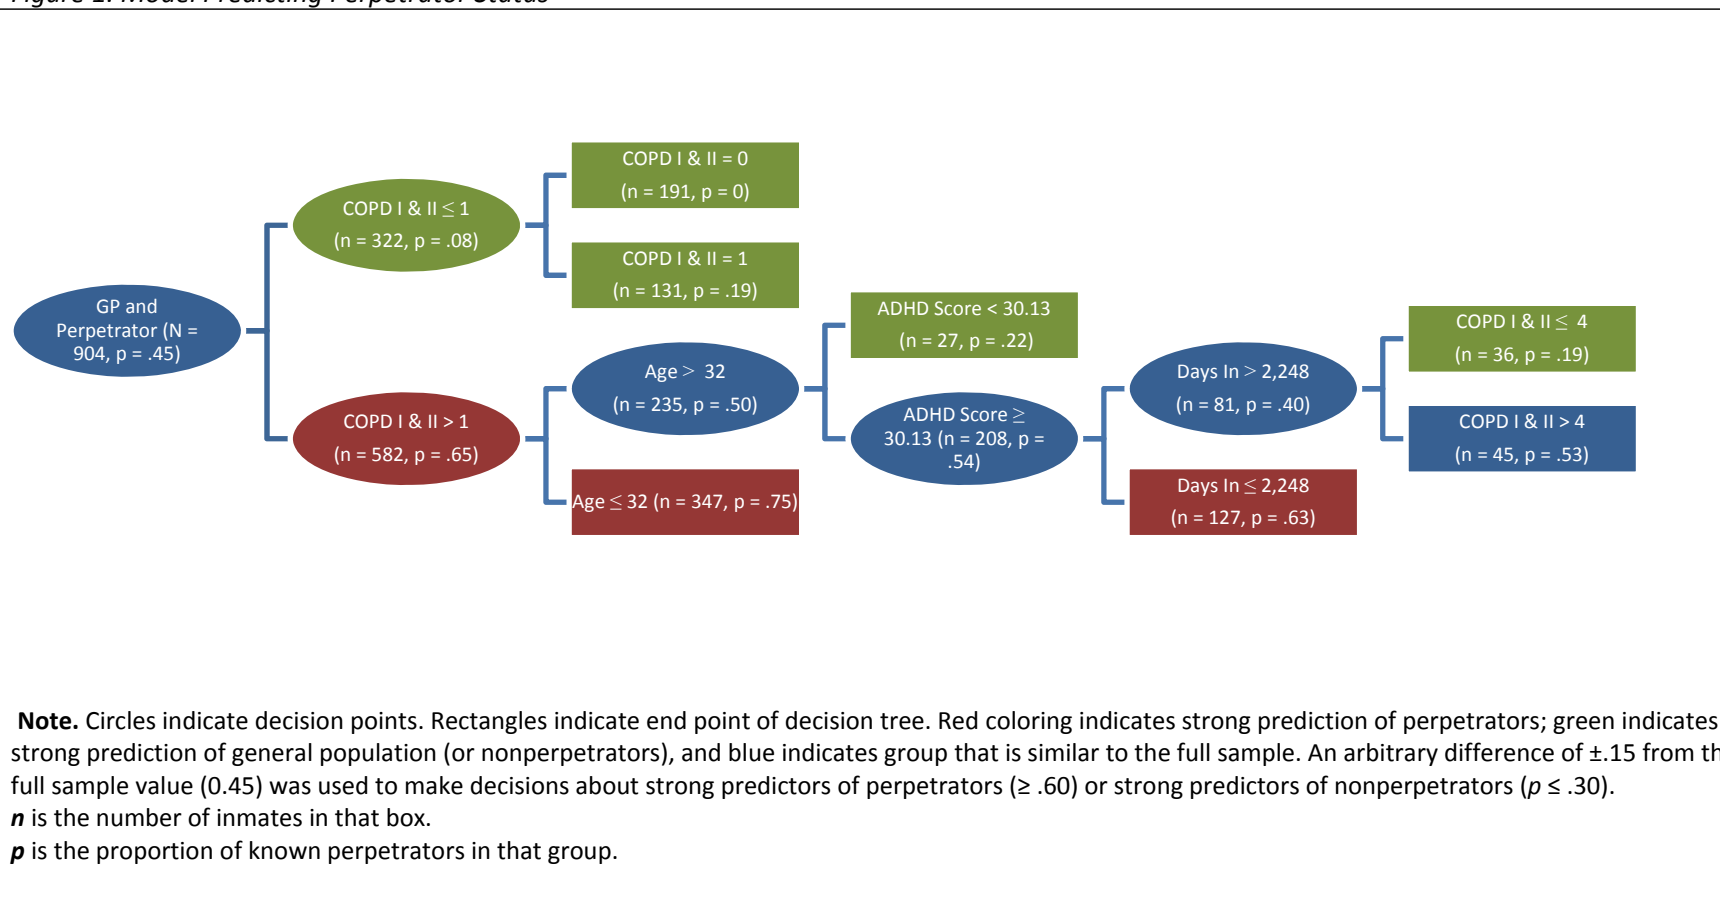 Figure 1. Model Predicting Perpetrator Status
COPD I & II = 0
(n = 191, p = 0)
COPD I & II ≤ 1
(n = 322, p = .08)
COPD I & II = 1
(n = 131, p = .19)
GP and
Perpetrator (N =
904, p = .45)
ADHD Score < 30.13
(n = 27, p = .22)
COPD I & II ≤ 4
(n = 36, p = .19)
Age > 32
(n = 235, p = .50)
Days In > 2,248
(n = 81, p = .40)
COPD I & II > 1
(n = 582, p = .65)
ADHD Score ≥
30.13 (n = 208, p =
.54)
COPD I & II > 4
(n = 45, p = .53)
Age ≤ 32 (n = 347, p = .75)
Days In ≤ 2,248
(n = 127, p = .63)
Note. Circles indicate decision points. Rectangles indicate end point of decision tree. Red coloring indicates strong prediction of perpetrators; green indicates
strong prediction of general population (or nonperpetrators), and blue indicates group that is similar to the full sample. An arbitrary difference of ±.15 from th
full sample value (0.45) was used to make decisions about strong predictors of perpetrators (≥ .60) or strong predictors of nonperpetrators (p ≤ .30).
n is the number of inmates in that box.
p is the proportion of known perpetrators in that group.